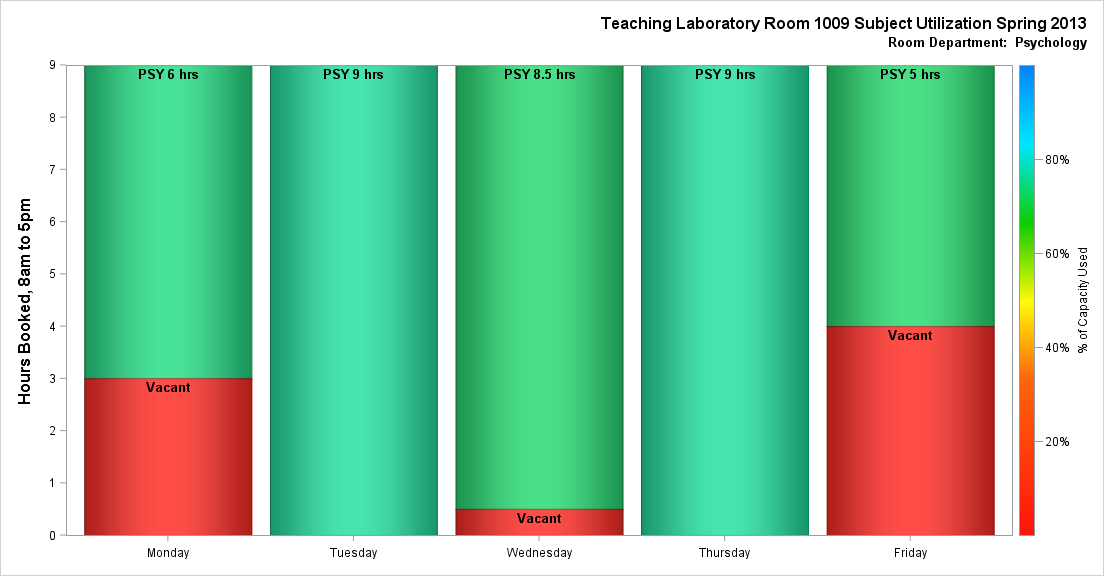 Teaching Laboratory Room 1009 Subject Utilization Spring 2013
Room Department:  Psychology
Hours Booked, 8am to 5pm
9
8
7
6
5
4
3
2
1
0
PSY 6 hrs
PSY 9 hrs
PSY 8.5 hrs
PSY 9 hrs
PSY 5 hrs
Vacant
Vacant
Vacant
Monday
Tuesday
Wednesday
Thursday
Friday
80%
60%
40%
20%
% of Capacity Used